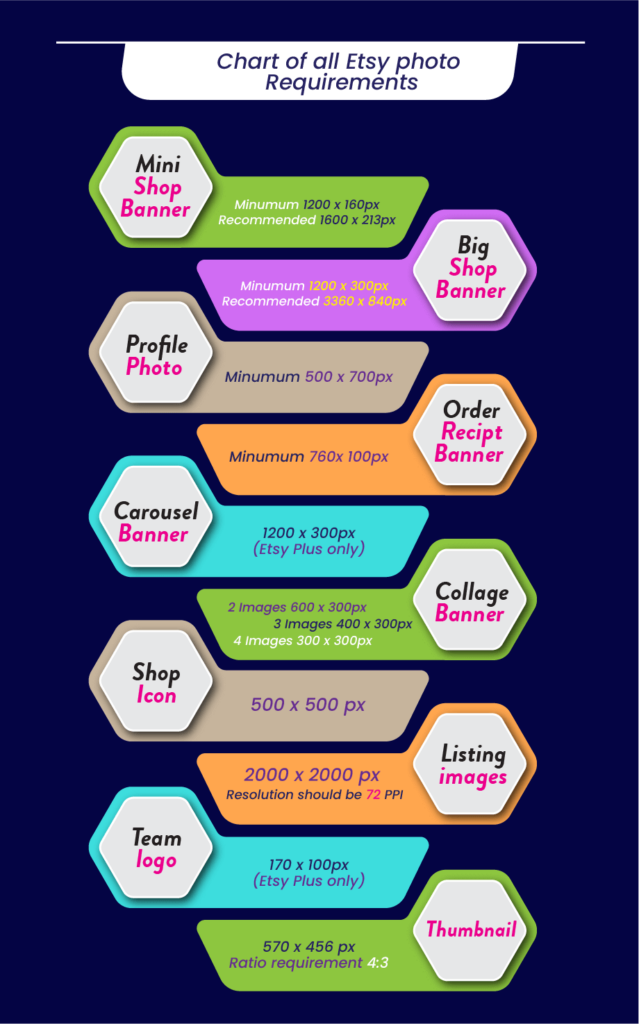 Chart of all Etsy photo
Requirements
Mini
Shop
Banner
Minumum 1200 x 160px
Recommended 1600 x 213px
Big
Shop
Banner
Minumum 1200 x 300px
Recommended 3360 x 840px
Profile
Photo
Minumum 500 x 700px
Order
Recipt
Banner
Minumum 760x 100px
Carousel
Banner
1200 x 300px
(Etsy Plus only)
Collage
Banner
2 Images 600 x 300px
3 Images 400 x 300px
4 Images 300 x 300px
Shop
Icon
500 x 500 px
Listing
images
2000 x 2000 px
Resolution should be 72 PPI
Team
logo
170 x 100px
(Etsy Plus only)
Thumbnail
570 x 456 px
Ratio requirement 4:3